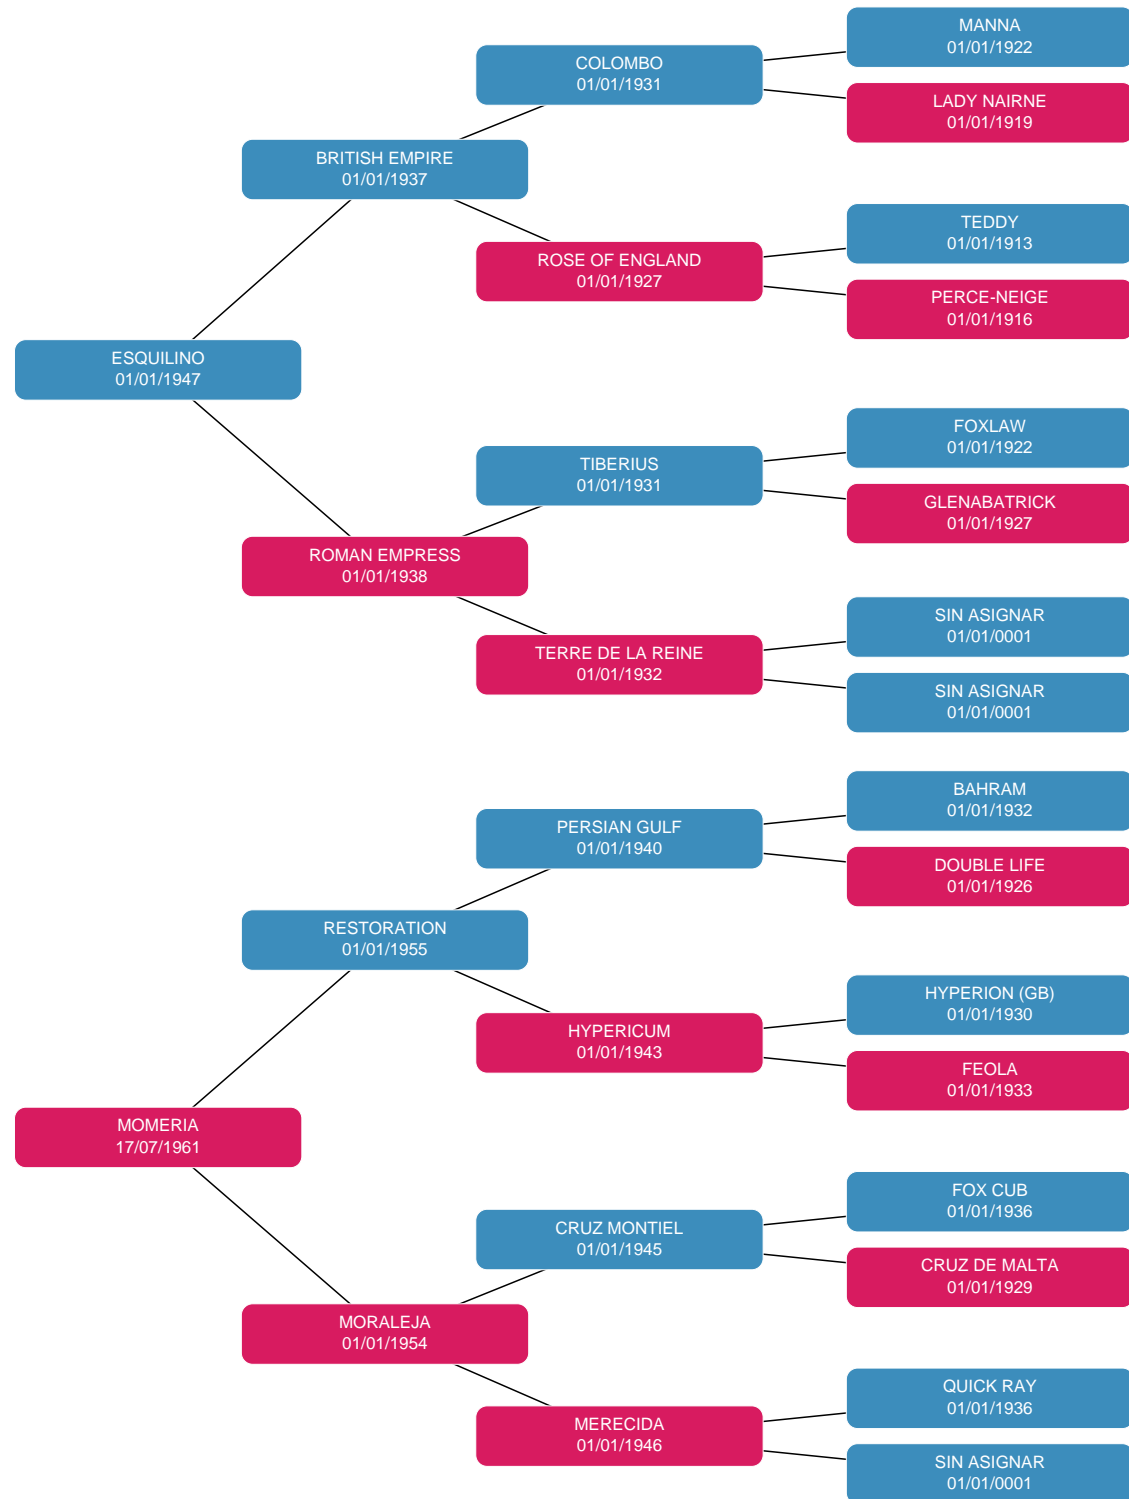 MANNA
01/01/1922
COLOMBO
01/01/1931
LADY NAIRNE
01/01/1919
BRITISH EMPIRE
01/01/1937
TEDDY
01/01/1913
ROSE OF ENGLAND
01/01/1927
PERCE-NEIGE
01/01/1916
ESQUILINO
01/01/1947
FOXLAW
01/01/1922
TIBERIUS
01/01/1931
GLENABATRICK
01/01/1927
ROMAN EMPRESS
01/01/1938
SIN ASIGNAR
01/01/0001
TERRE DE LA REINE
01/01/1932
SIN ASIGNAR
01/01/0001
BAHRAM
01/01/1932
PERSIAN GULF
01/01/1940
DOUBLE LIFE
01/01/1926
RESTORATION
01/01/1955
HYPERION (GB)
01/01/1930
HYPERICUM
01/01/1943
FEOLA
01/01/1933
MOMERIA
17/07/1961
FOX CUB
01/01/1936
CRUZ MONTIEL
01/01/1945
CRUZ DE MALTA
01/01/1929
MORALEJA
01/01/1954
QUICK RAY
01/01/1936
MERECIDA
01/01/1946
SIN ASIGNAR
01/01/0001